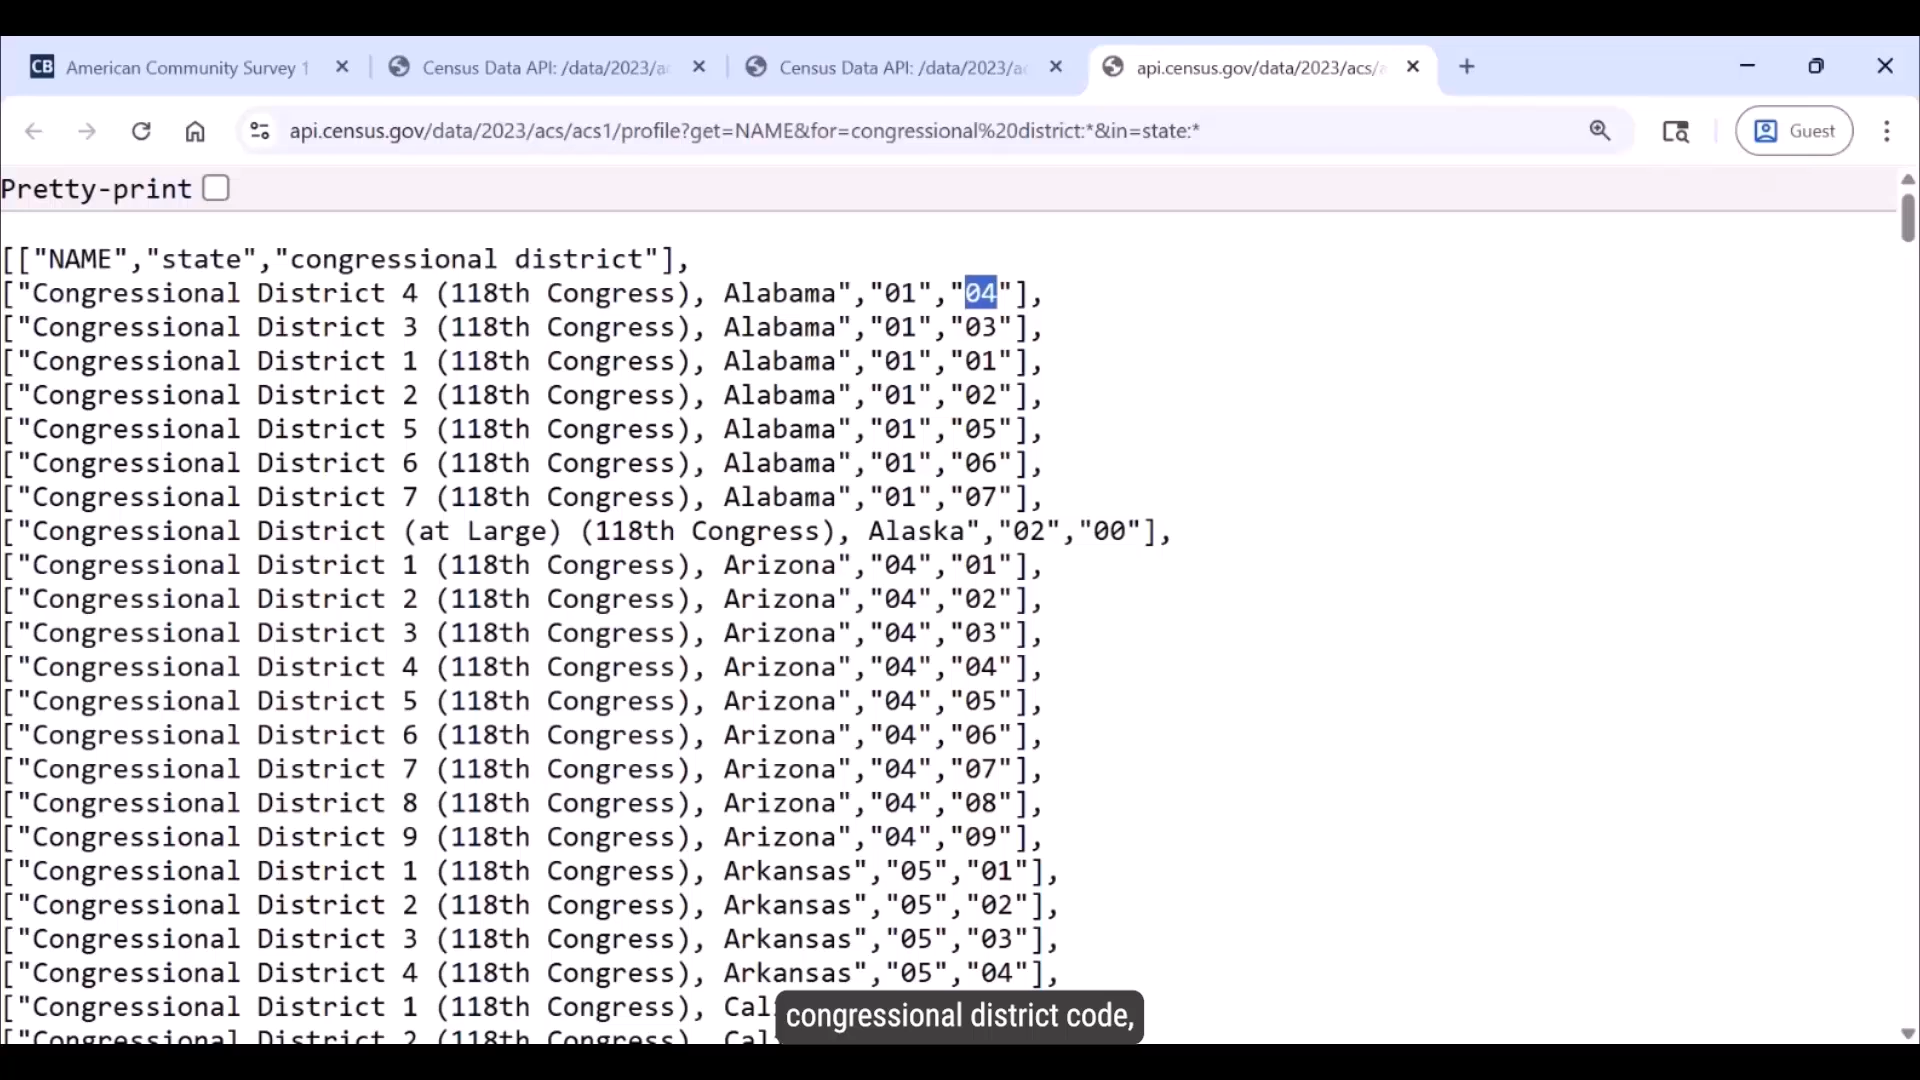 CB American Community Survey 1
Census Data API: /data/2023/ac
Census Data API: /data/2023/ac
api.census.gov/data/2023/acs/a
api.census.gov/data/2023/acs/acs1/profile?get=NAME&for=congressional%20district:*&in=state:*
Guest
Pretty-print
[["NAME","state","congressional district"],
["Congressional District 4 (118th Congress), Alabama","01","04"],
["Congressional District 3 (118th Congress), Alabama","01","03"],
["Congressional District 1 (118th Congress), Alabama","01","01"],
["Congressional District 2 (118th Congress), Alabama","01","02"],
["Congressional District 5 (118th Congress), Alabama","01","05"],
["Congressional District 6 (118th Congress), Alabama","01","06"],
["Congressional District 7 (118th Congress), Alabama","01","07"],
["Congressional District (at Large) (118th Congress), Alaska","02","00"],
["Congressional District 1 (118th Congress), Arizona","04","01"],
["Congressional District 2 (118th Congress), Arizona","04","02"],
["Congressional District 3 (118th Congress), Arizona","04","03"],
["Congressional District 4 (118th Congress), Arizona","04","04"],
["Congressional District 5 (118th Congress), Arizona","04","05"],
["Congressional District 6 (118th Congress), Arizona","04","06"],
["Congressional District 7 (118th Congress), Arizona","04","07"],
["Congressional District 8 (118th Congress), Arizona","04","08"],
["Congressional District 9 (118th Congress), Arizona","04","09"],
["Congressional District 1 (118th Congress), Arkansas","05","01"],
["Congressional District 2 (118th Congress), Arkansas","05","02"],
["Congressional District 3 (118th Congress), Arkansas","05","03"],
["Congressional District 4 (118th Congress), Arkansas","05","04"],
["Congressional District 1 (118th Congress), Cal
["Congressional District 2 (118th Congress), Cal
congressional district code,